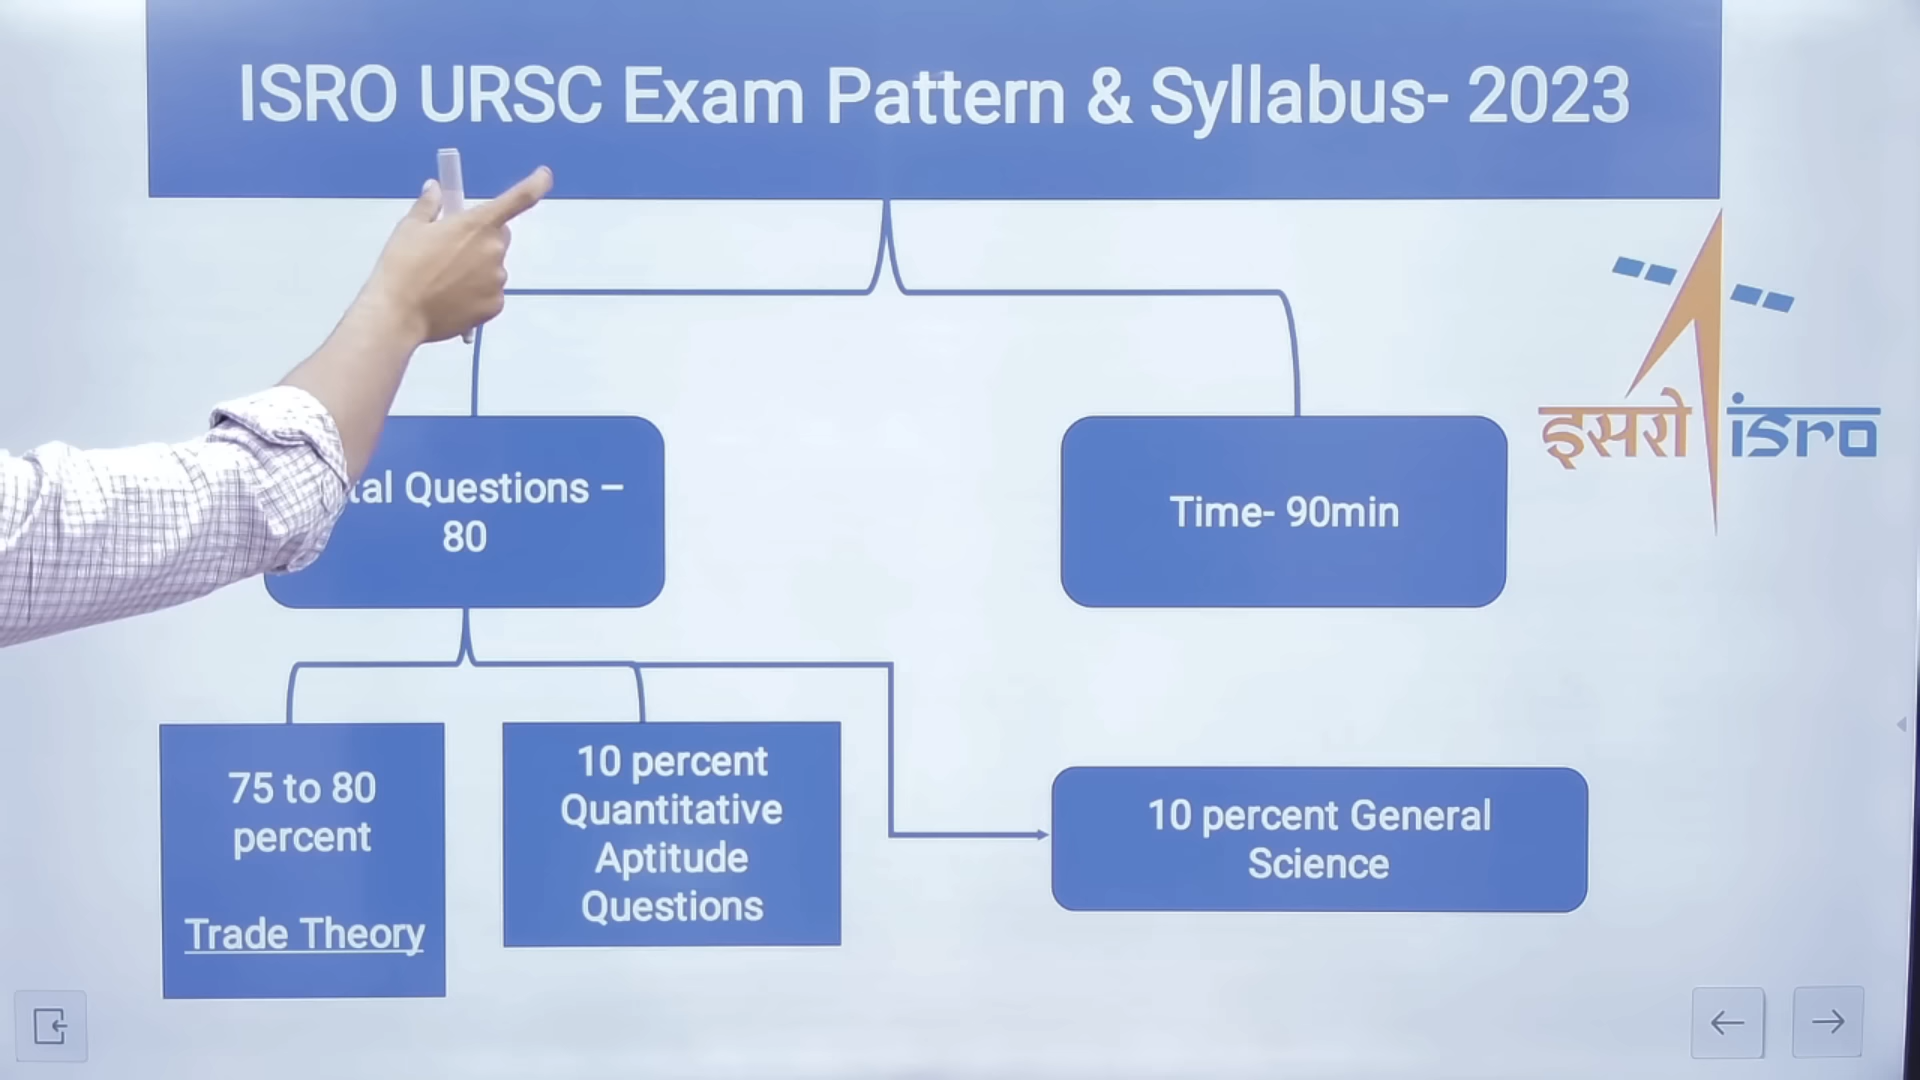 ISRO URSC Exam Pattern & Syllabus- 2023
इसरो isro
Questions –
80
Time- 90min
75 to 80
percent
Trade Theory
10 percent
Quantitative
Aptitude
Questions
10 percent General
Science